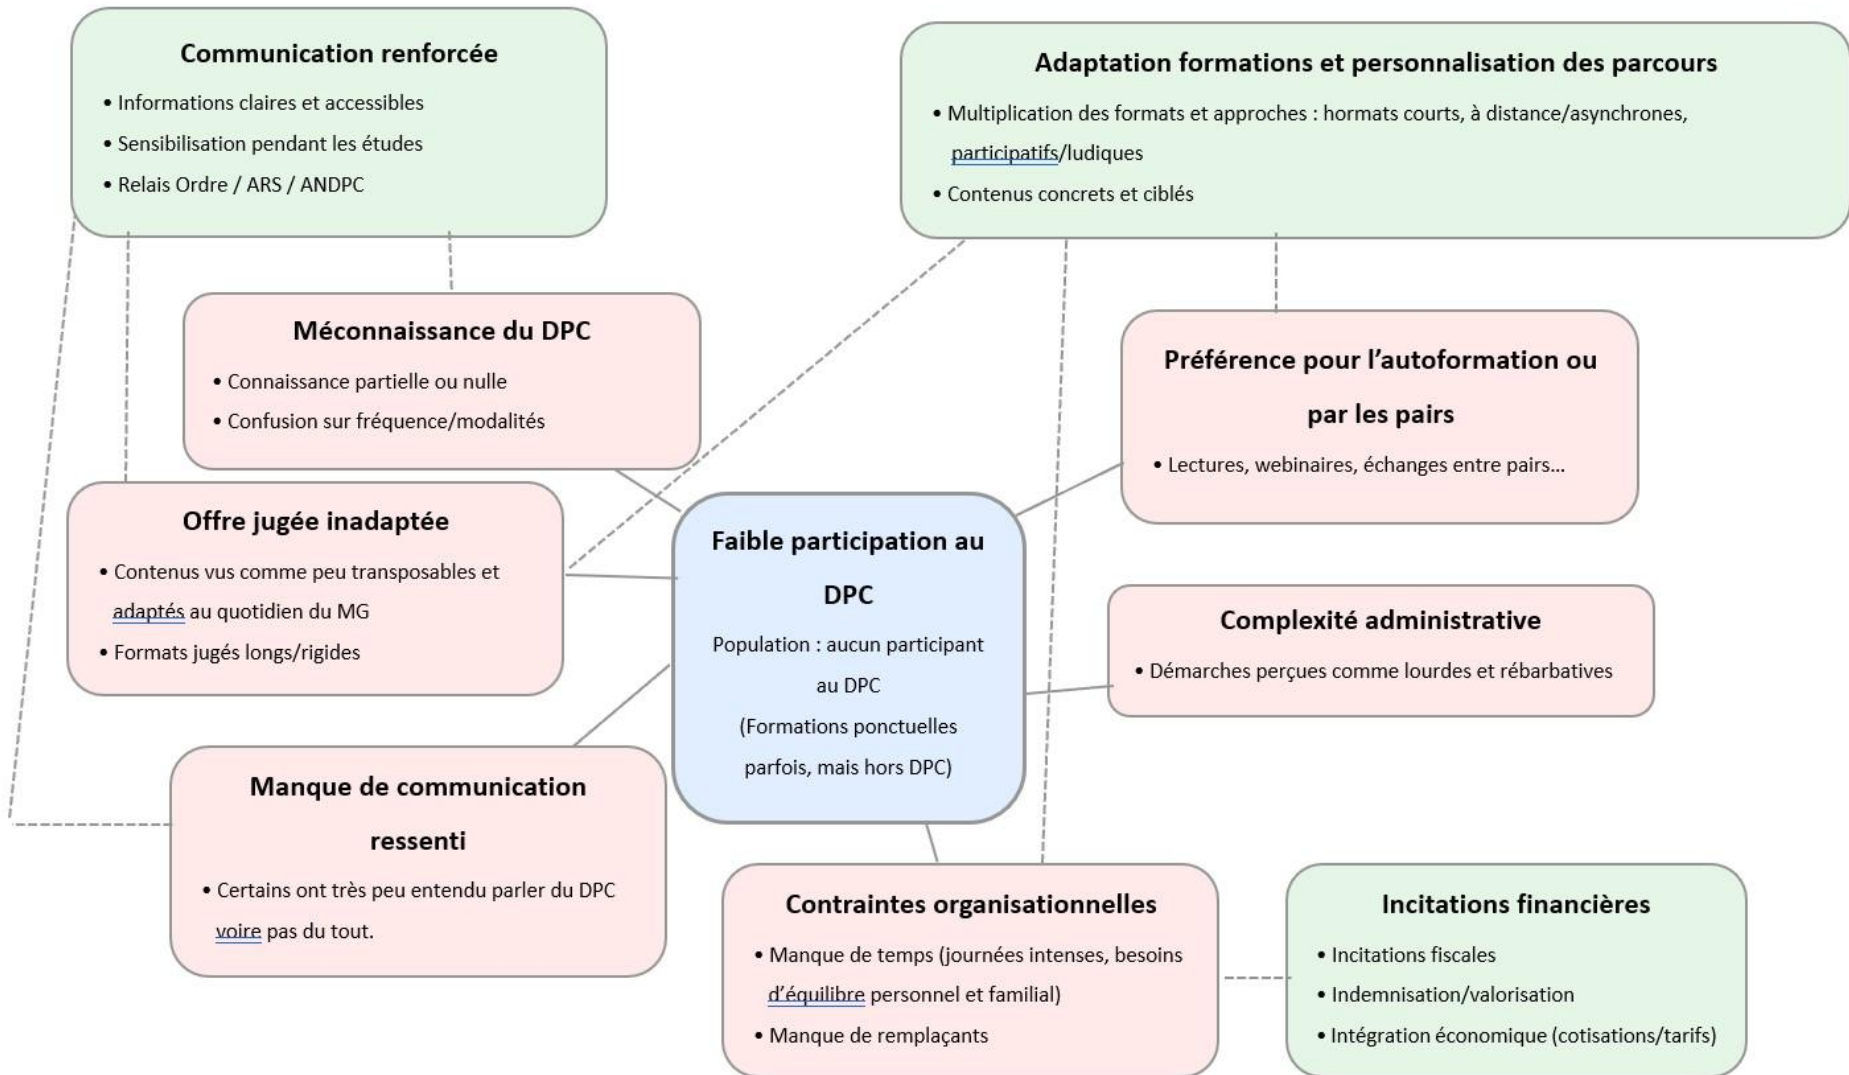 Communication renforcée
• Informations claires et accessibles
• Sensibilisation pendant les études
• Relais Ordre / ARS / ANDPC
Adaptation formations et personnalisation des parcours
• Multiplication des formats et approches : hormats courts, à distance/asynchrones,
participatifs/ludiques
• Contenus concrets et ciblés
Méconnaissance du DPC
• Connaissance partielle ou nulle
• Confusion sur fréquence/modalités
Préférence pour l’autoformation ou
par les pairs
• Lectures, webinaires, échanges entre pairs...
Offre jugée inadaptée
• Contenus vus comme peu transposables et
adaptés au quotidien du MG
• Formats jugés longs/rigides
Faible participation au
DPC
Population : aucun participant
au DPC
(Formations ponctuelles
parfois, mais hors DPC)
Complexité administrative
• Démarches perçues comme lourdes et rébarbatives
Manque de communication
ressenti
• Certains ont très peu entendu parler du DPC
voire pas du tout.
Contraintes organisationnelles
• Manque de temps (journées intenses, besoins
d’équilibre personnel et familial)
• Manque de remplaçants
Incitations financières
• Incitations fiscales
• Indemnisation/valorisation
• Intégration économique (cotisations/tarifs)